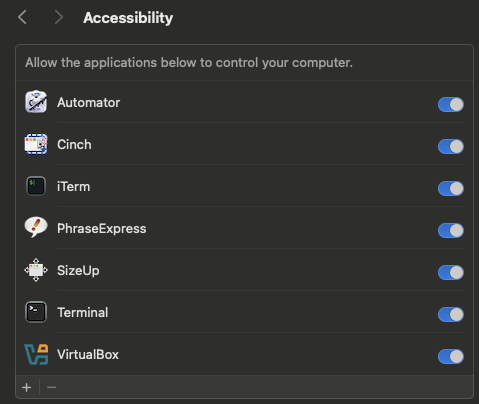 Accessibility
Allow the applications below to control your computer.
Automator
Cinch
iTerm
PhraseExpress
SizeUp
Terminal
VirtualBox